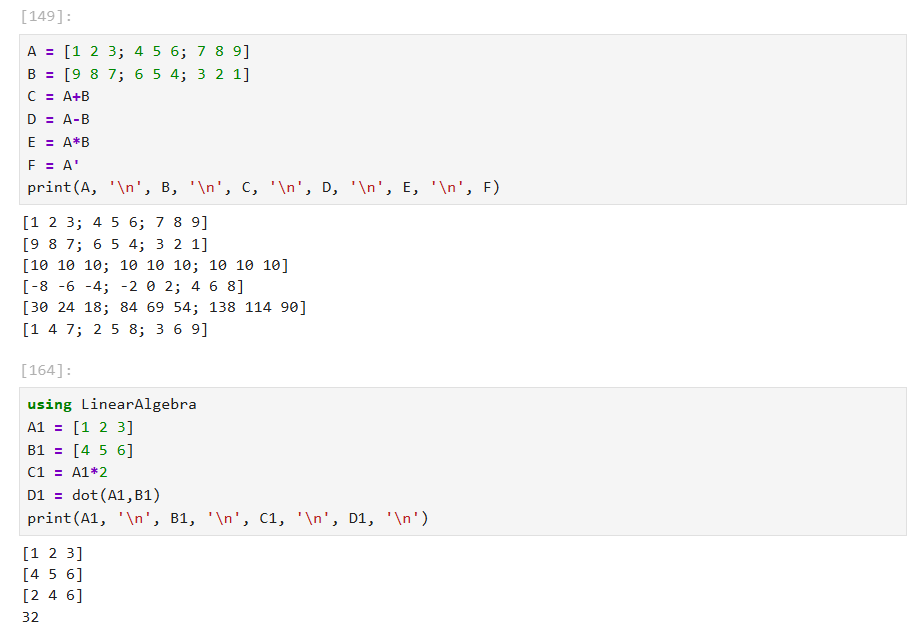 [149]:
A = [1 2 3; 4 5 6; 7 8 9]
B = [9 8 7; 6 5 4; 3 2 1]
C = A+B
D = A-B
E = A*B
F = A'
print(A, '\n', B, '\n', C, '\n', D, '\n', E, '\n', F)
[1 2 3; 4 5 6; 7 8 9]
[9 8 7; 6 5 4; 3 2 1]
[10 10 10; 10 10 10; 10 10 10]
[-8 -6 -4; -2 0 2; 4 6 8]
[30 24 18; 84 69 54; 138 114 90]
[1 4 7; 2 5 8; 3 6 9]
[164]:
using LinearAlgebra
A1 = [1 2 3]
B1 = [4 5 6]
C1 = A1*2
D1 = dot(A1,B1)
print(A1, '\n', B1, '\n', C1, '\n', D1, '\n')
[1 2 3]
[4 5 6]
[2 4 6]
32